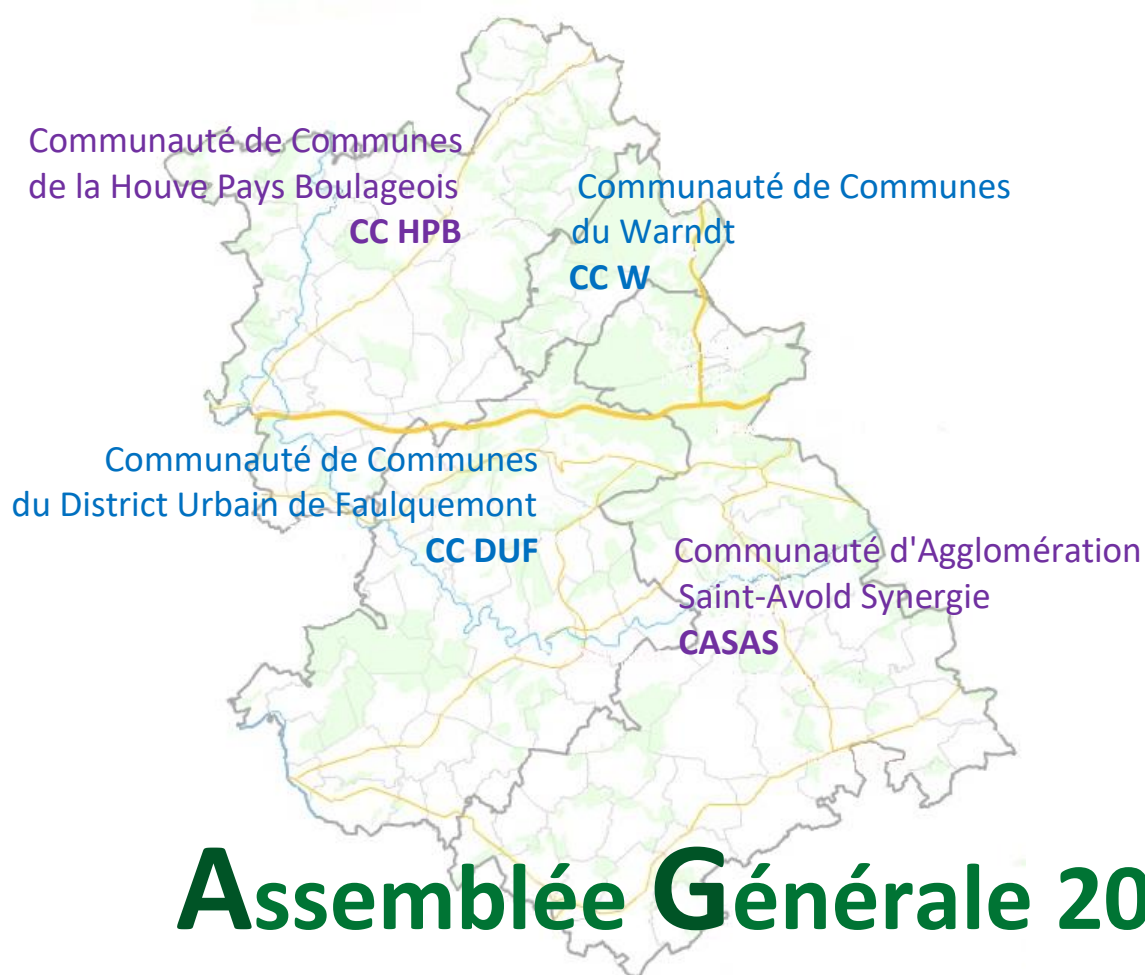 Communauté de Communes
de la Houve Pays Boulageois
CC HPB
Communauté de Communes
du Warndt
CC W
Communauté de Communes
du District Urbain de Faulquemont
CC DUF
Communauté d'Agglomération
Saint-Avold Synergie
CASAS
Assemblée Générale 20